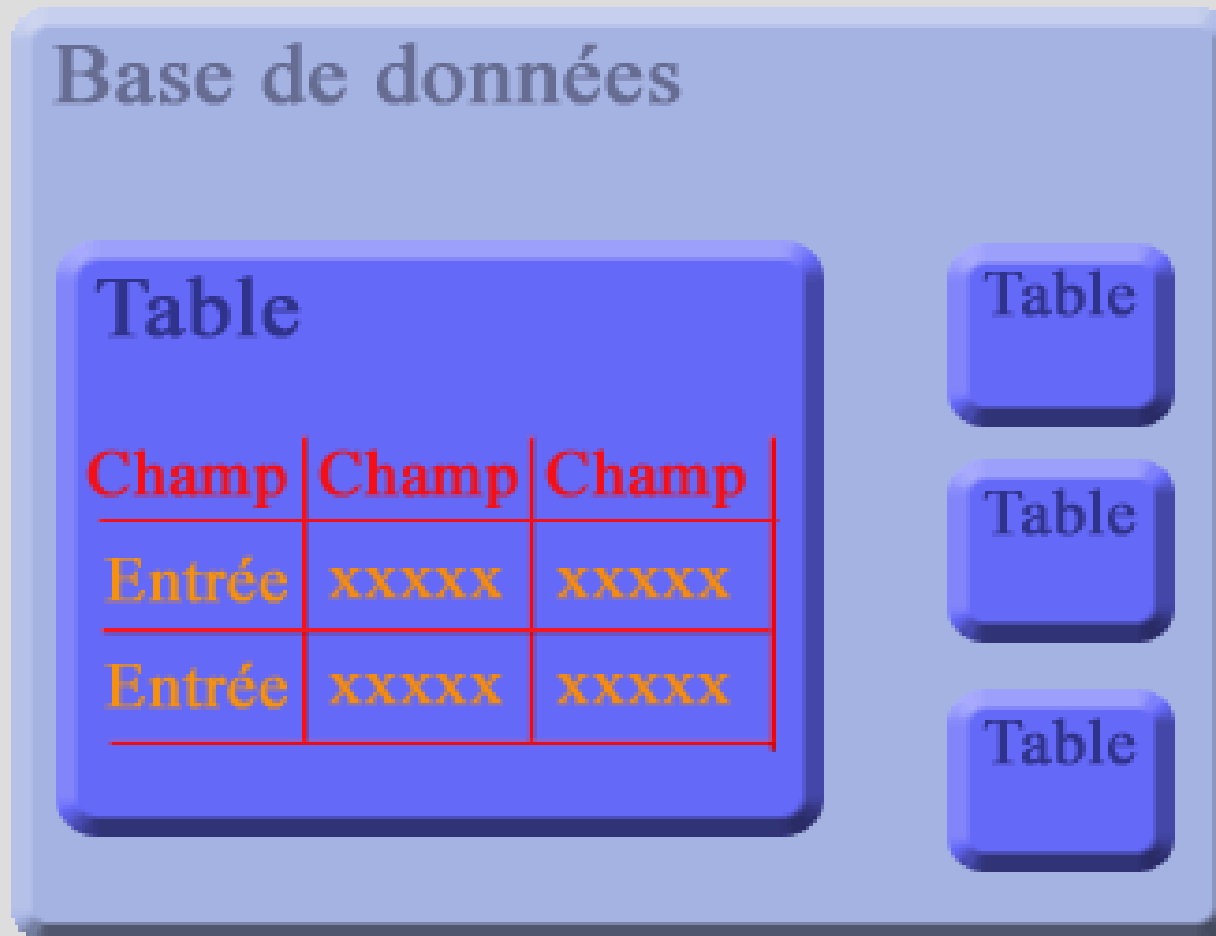 Base de données
Table
Champ Champ Champ
Entrée xxxxx xxxxx
Entrée xxxxx xxxxx
Table
Table
Table